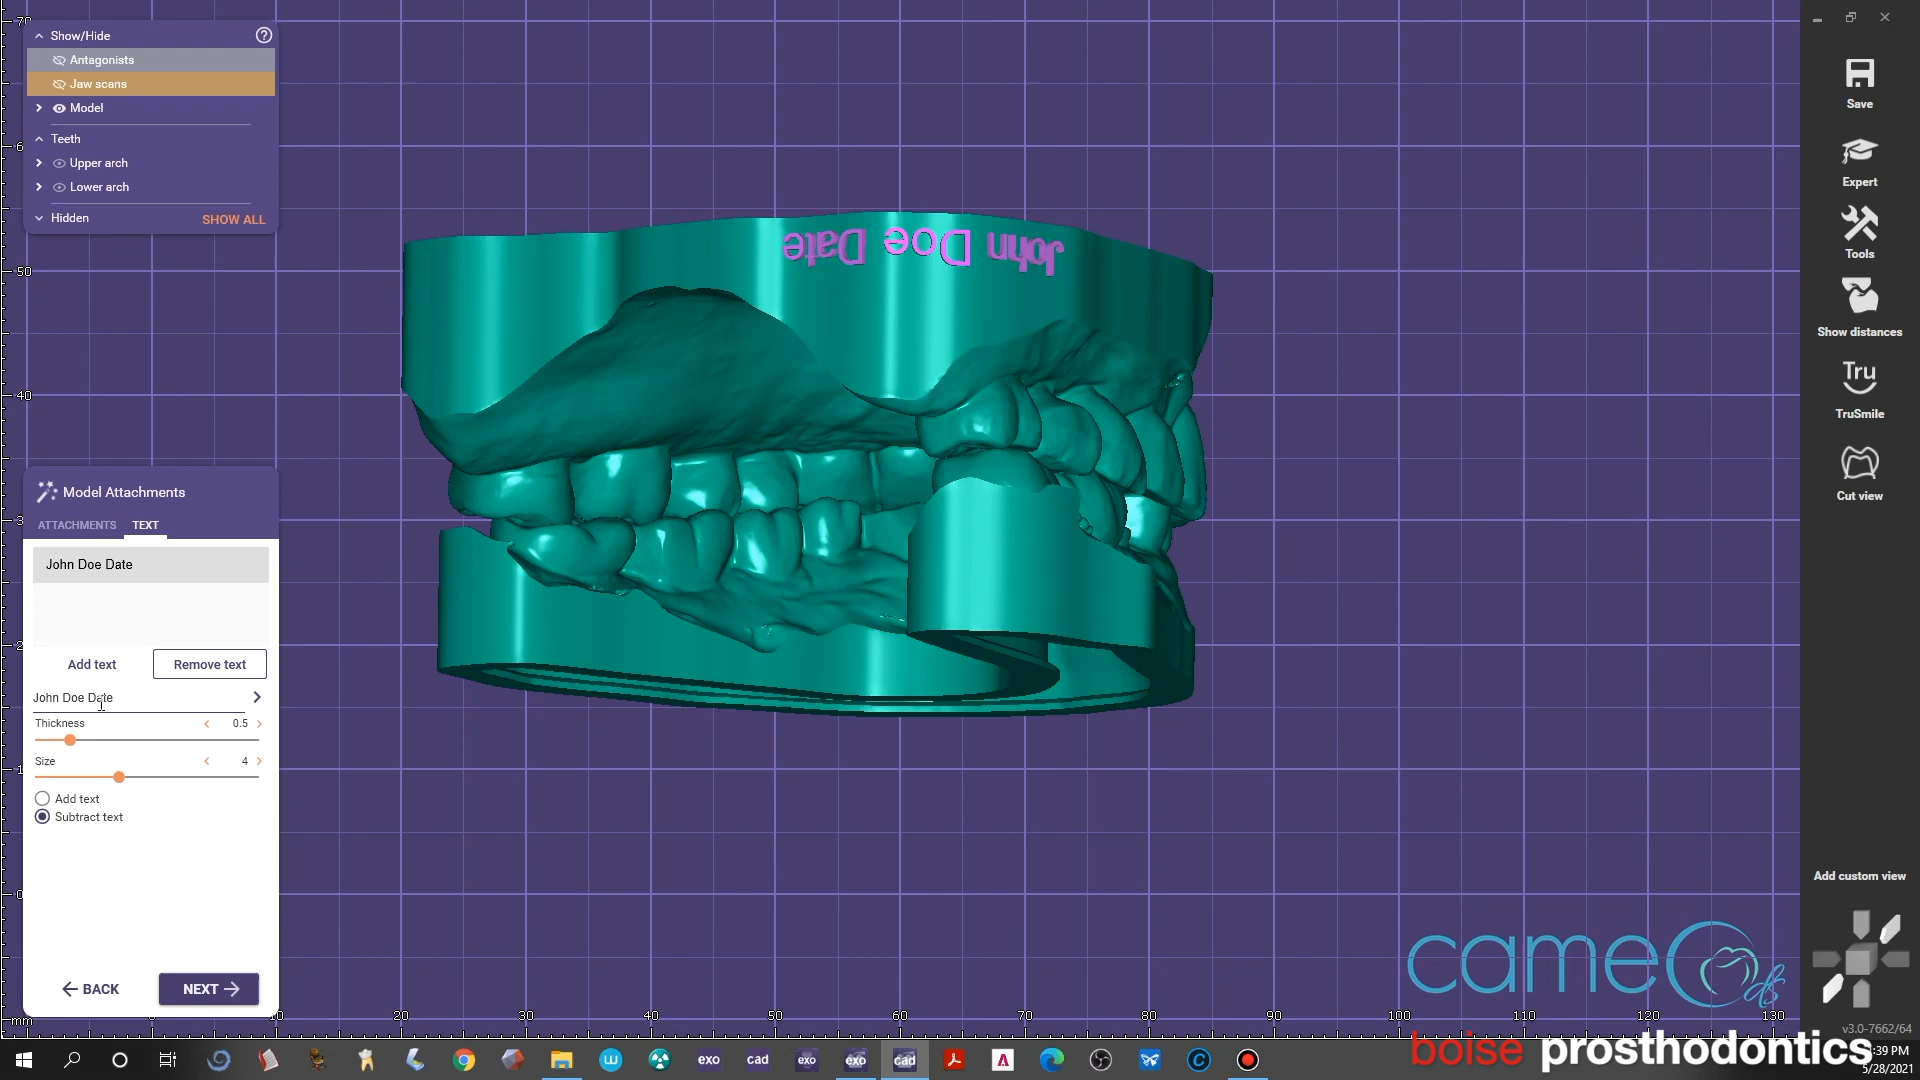 Show/Hide
Antagonists
Jaw scans
Model
Teeth
Upper arch
Lower arch
Hidden SHOW ALL
John Doe Date
Model Attachments
ATTACHMENTS TEXT
John Doe Date
Add text Remove text
John Doe Date
Thickness 0.5
Size 4
Add text
Subtract text
BACK NEXT
Save
Expert
Tools
Show distances
Tru
TruSmile
Cut view
Add custom view
50
40
mm 20 30 40 50 60 70 80 90 100 110 120 130
cameo ds
v3.0-7662/64
boise prosthodontics
:39 PM
5/28/2021
exo cad exo exo cad